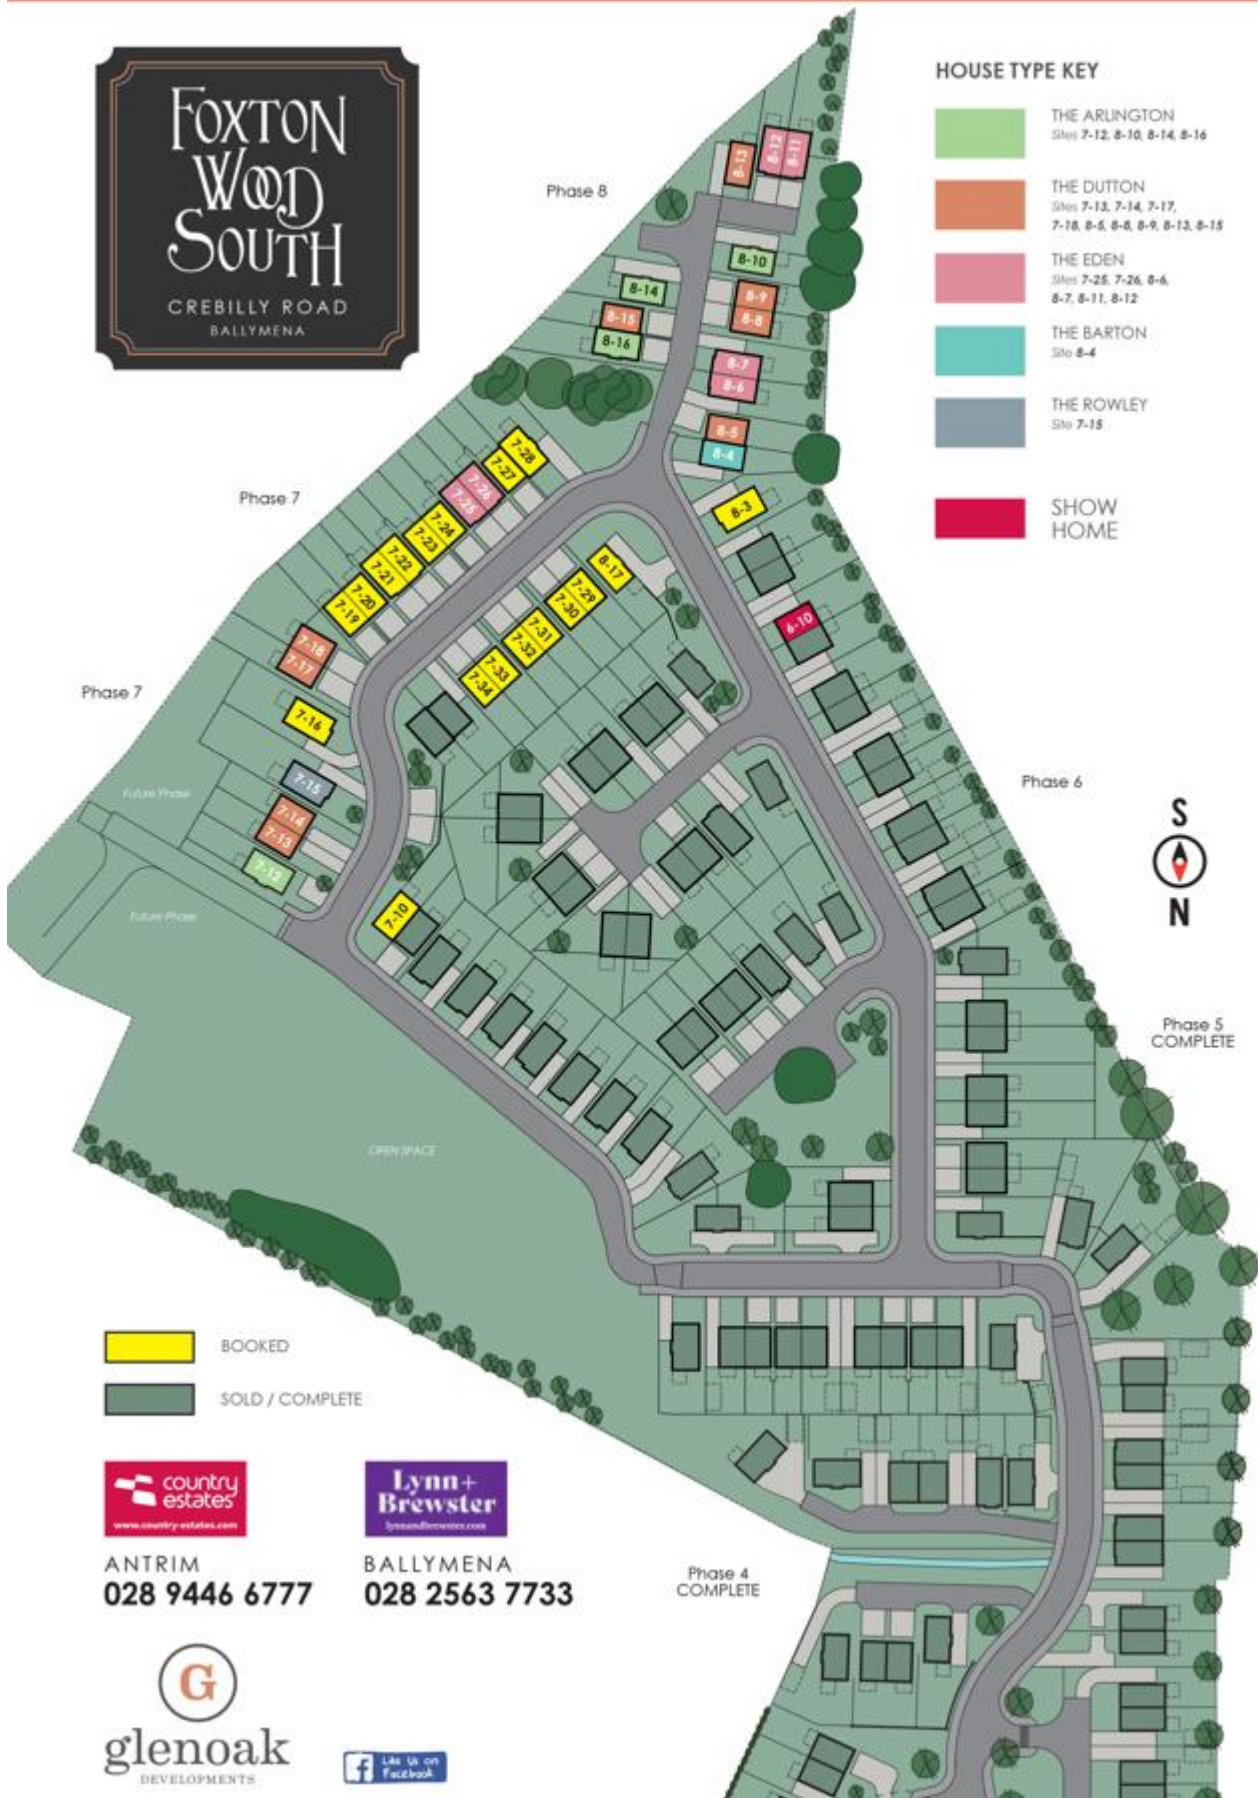 FOXTON
WOOD
SOUTH
CREBILLY ROAD
BALLYMENA
HOUSE TYPE KEY
THE ARLINGTON
Sites 7-12, 8-10, 8-14, 8-16
THE DUTTON
Sites 7-13, 7-14, 7-17,
7-18, 8-5, 8-8, 8-9, 8-13, 8-15
THE EDEN
Sites 7-25, 7-26, 8-6,
8-7, 8-11, 8-12
THE BARTON
Site 8-4
THE ROWLEY
Site 7-15
SHOW
HOME
Phase 8
8-13
8-12
8-11
8-10
8-14
8-9
8-15
8-8
8-16
8-7
8-6
8-5
8-4
8-3
Phase 7
7-28
7-27
7-26
7-25
7-24
7-23
7-22
7-21
7-20
7-19
7-18
7-17
8-17
7-29
7-30
7-31
7-32
7-33
7-34
6-10
Phase 7
7-16
7-15
7-14
7-13
7-12
7-10
Future Phase
Future Phase
Phase 6
S
N
Phase 5
COMPLETE
OPEN SPACE
BOOKED
SOLD / COMPLETE
country
estates
www.country-estates.com
ANTRIM
028 9446 6777
Lynn+
Brewster
lynnandbrewster.com
BALLYMENA
028 2563 7733
Phase 4
COMPLETE
G
glenoak
DEVELOPMENTS
f
Like Us on
Facebook